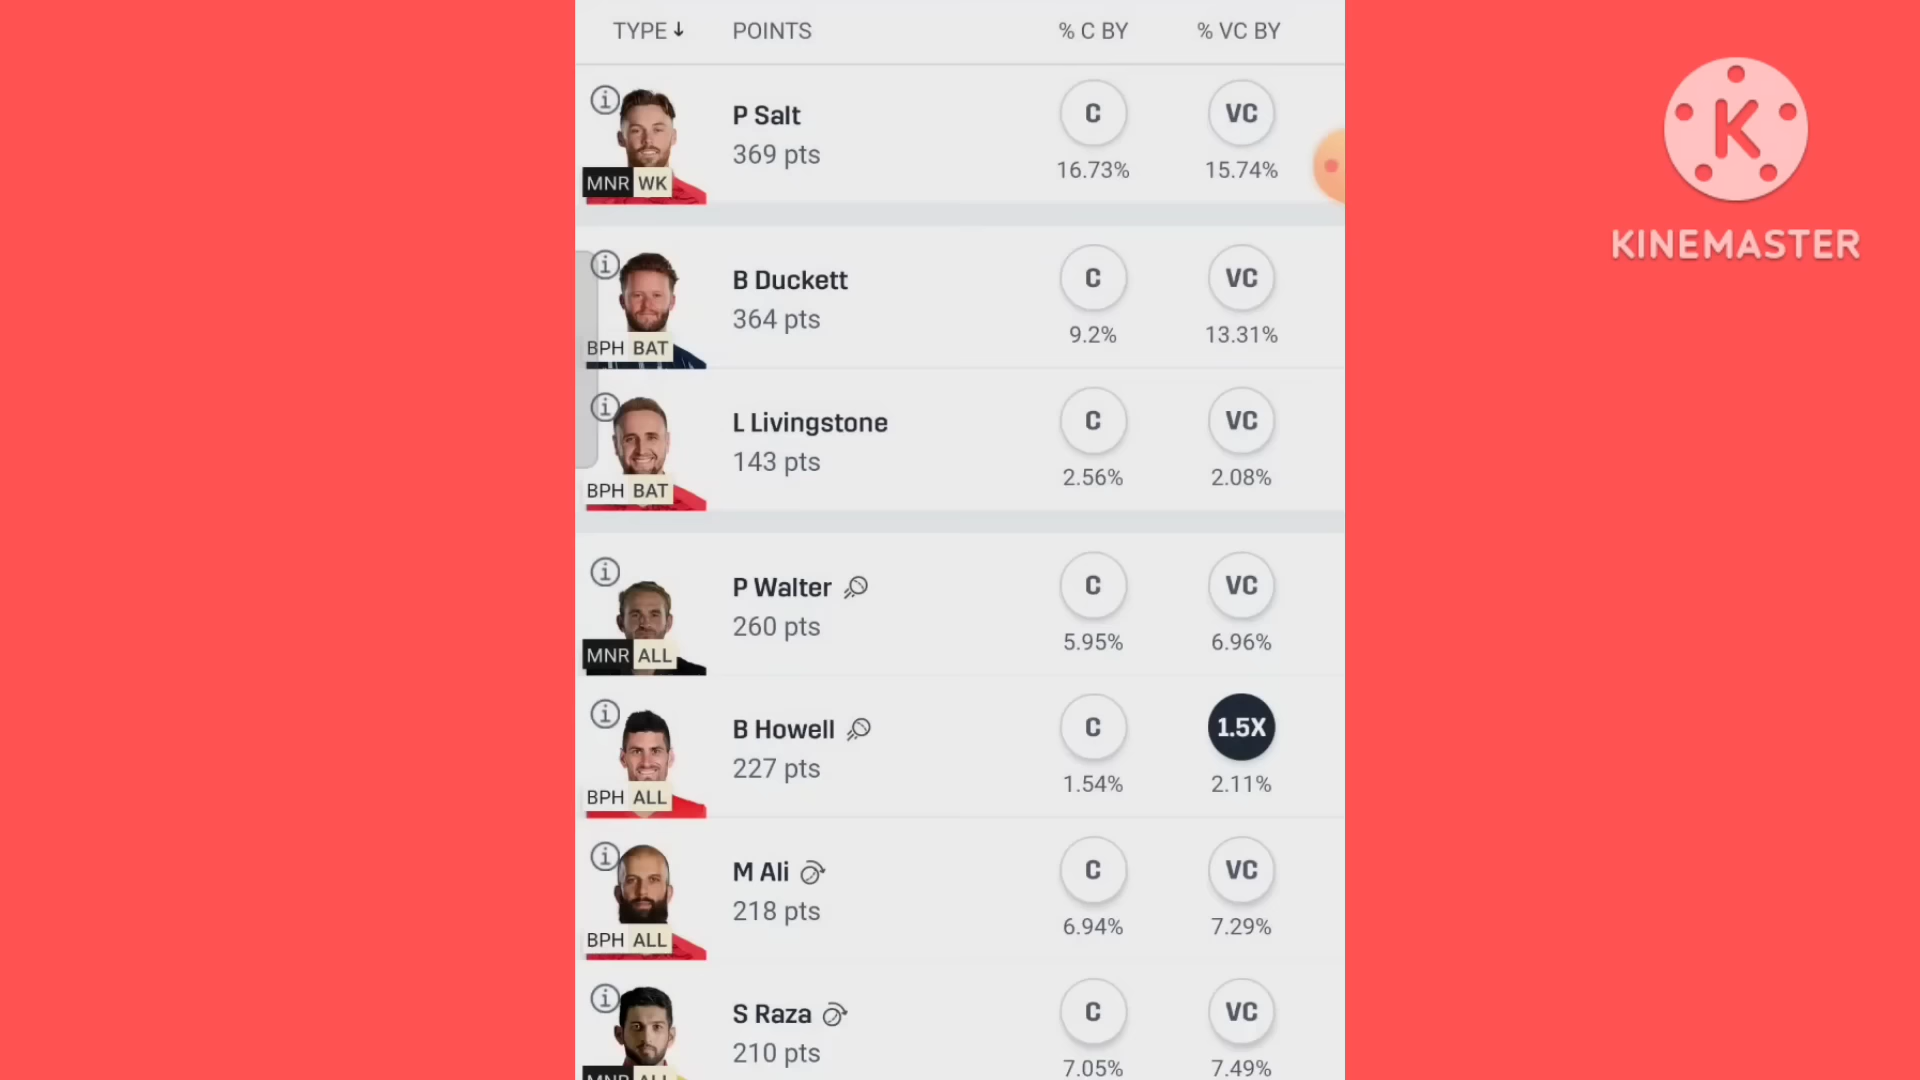 TYPE POINTS % C BY % VC BY
P Salt C VC
369 pts 16.73% 15.74%
MNR WK
K
KINEMASTER
B Duckett C VC
364 pts 9.2% 13.31%
BPH BAT
L Livingstone C VC
143 pts 2.56% 2.08%
BPH BAT
P Walter C VC
260 pts 5.95% 6.96%
MNR ALL
B Howell C 1.5X
227 pts 1.54% 2.11%
BPH ALL
M Ali C VC
218 pts 6.94% 7.29%
BPH ALL
S Raza C VC
210 pts 7.05% 7.49%
MNR ALL